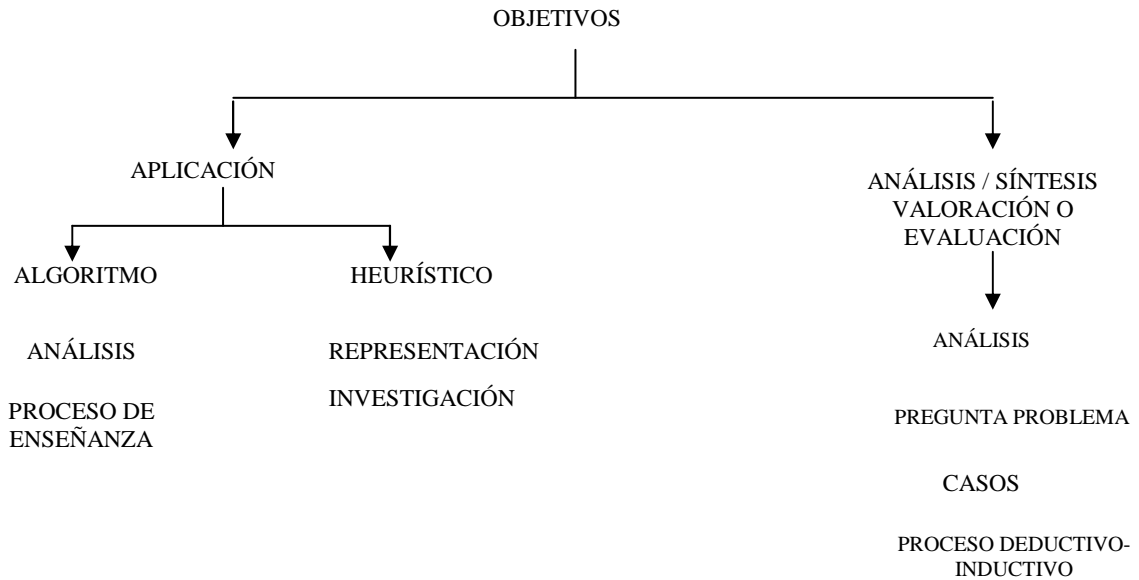 OBJETIVOS
APLICACIÓN
ANÁLISIS / SÍNTESIS
VALORACIÓN O
EVALUACIÓN
ALGORITMO
HEURÍSTICO
ANÁLISIS
PROCESO DE
ENSEÑANZA
REPRESENTACIÓN
INVESTIGACIÓN
ANÁLISIS
PREGUNTA PROBLEMA
CASOS
PROCESO DEDUCTIVO-
INDUCTIVO